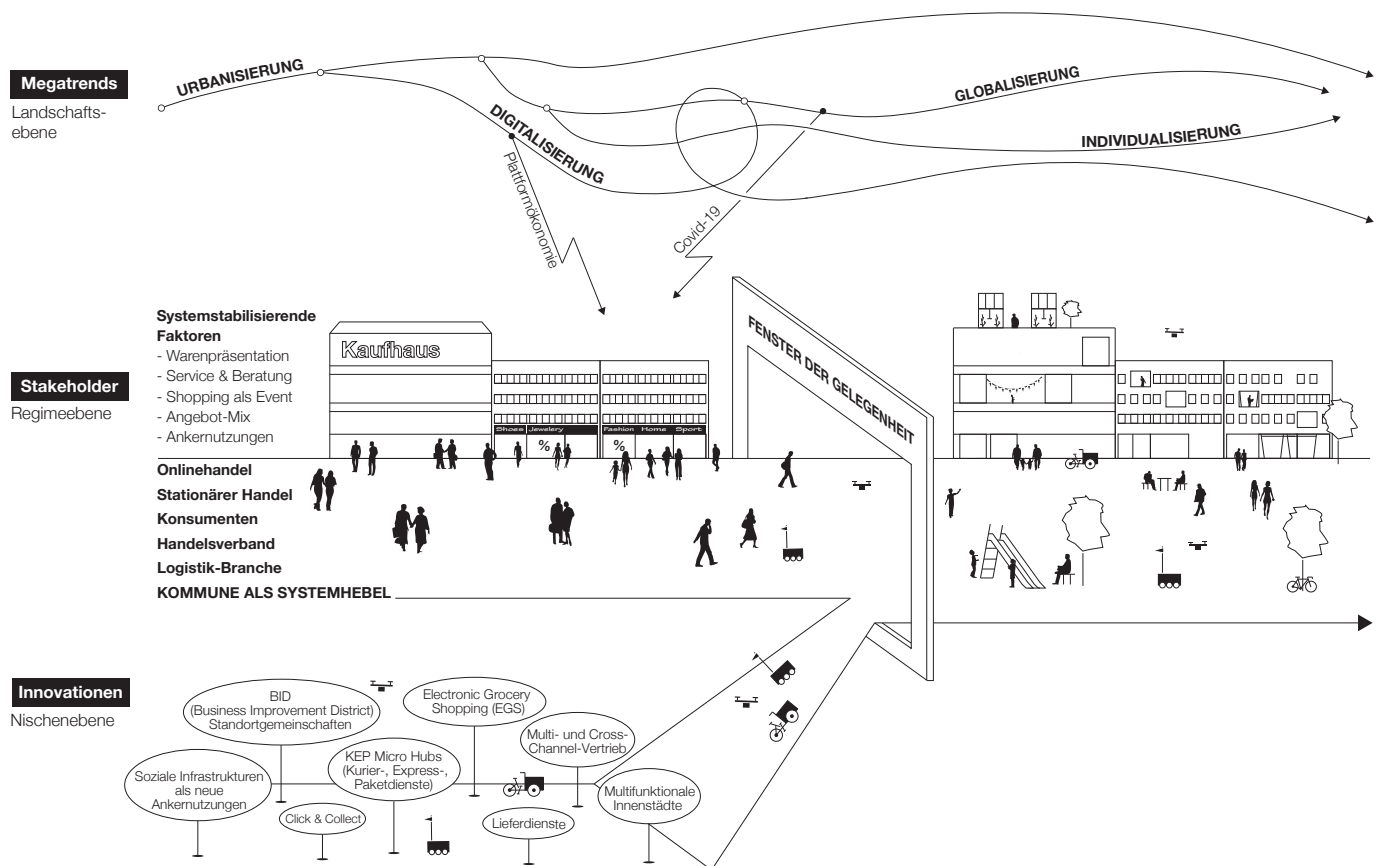 Megatrends
Landschafts-
ebene
URBANISIERUNG
DIGITALISIERUNG
GLOBALISIERUNG
INDIVIDUALISIERUNG
Plattformökonomie
Covid-19
Systemstabilisierende
Faktoren
- Warenpräsentation
- Service & Beratung
- Shopping als Event
- Angebot-Mix
- Ankernutzungen
Stakeholder
Regimeebene
Kaufhaus
Shoes Jewelery
Fashion Home Sport
%
%
FENSTER DER GELEGENHEIT
Onlinehandel
Stationärer Handel
Konsumenten
Handelsverband
Logistik-Branche
KOMMUNE ALS SYSTEMHEBEL
Innovationen
Nischenebene
BID
(Business Improvement District)
Standortgemeinschaften
Electronic Grocery
Shopping (EGS)
Multi- und Cross-
Channel-Vertrieb
Soziale Infrastrukturen
als neue
Ankernutzungen
KEP Micro Hubs
(Kurier-, Express-,
Paketdienste)
Multifunktionale
Innenstädte
Click & Collect
Lieferdienste